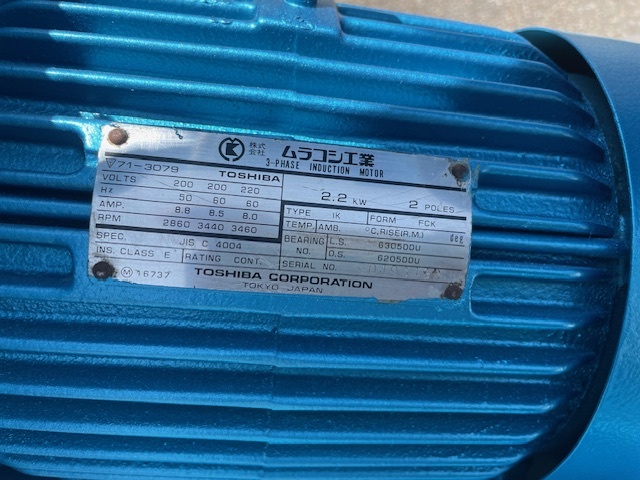 株式会社 ムラコシ工業
3-PHASE INDUCTION MOTOR
▽71-3079 TOSHIBA
VOLTS 200 200 220
Hz 50 60 60
AMP. 8.8 8.5 8.0
RPM 2860 3440 3460
SPEC. JIS C 4004
INS. CLASS E RATING CONT.
2.2 kW 2 POLES
TYPE IK FORM FCK
TEMP. AMB. °C, RISE(R.M.)
BEARING NO. L.S. 6305DDU
O.S. 6205DDU
SERIAL NO.
Ⓜ 16737 TOSHIBA CORPORATION
TOKYO JAPAN